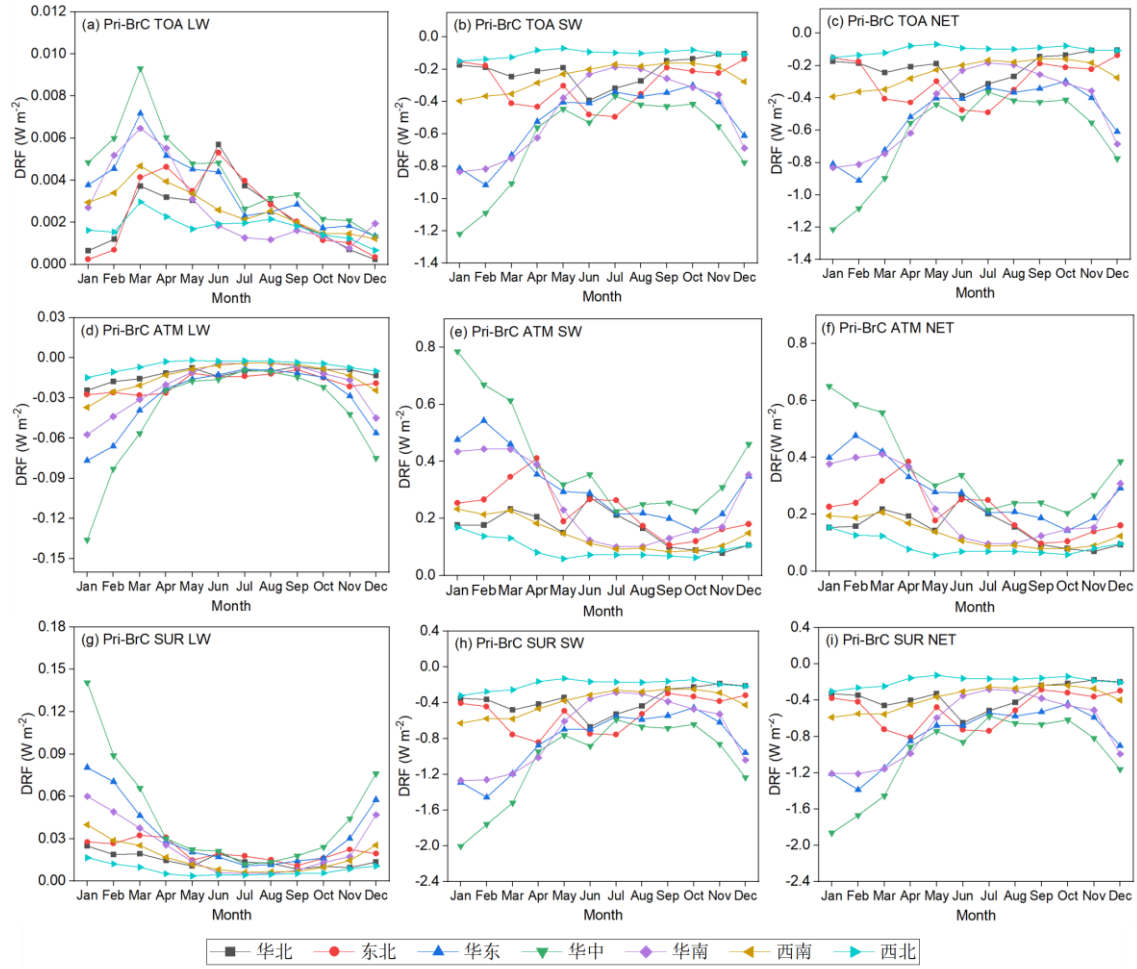 (a) Pri-BrC TOA LW
DRF (W m⁻²)
0.012
0.010
0.008
0.006
0.004
0.002
0.000
Jan Feb Mar Apr May Jun Jul Aug Sep Oct Nov Dec
Month
(b) Pri-BrC TOA SW
DRF (W m⁻²)
0.0
-0.2
-0.4
-0.6
-0.8
-1.0
-1.2
-1.4
Jan Feb Mar Apr May Jun Jul Aug Sep Oct Nov Dec
Month
(c) Pri-BrC TOA NET
DRF (W m⁻²)
0.0
-0.2
-0.4
-0.6
-0.8
-1.0
-1.2
-1.4
Jan Feb Mar Apr May Jun Jul Aug Sep Oct Nov Dec
Month
(d) Pri-BrC ATM LW
DRF (W m⁻²)
0.03
0.00
-0.03
-0.06
-0.09
-0.12
-0.15
Jan Feb Mar Apr May Jun Jul Aug Sep Oct Nov Dec
Month
(e) Pri-BrC ATM SW
DRF (W m⁻²)
0.8
0.6
0.4
0.2
0.0
Jan Feb Mar Apr May Jun Jul Aug Sep Oct Nov Dec
Month
(f) Pri-BrC ATM NET
DRF(W m⁻²)
0.8
0.6
0.4
0.2
0.0
Jan Feb Mar Apr May Jun Jul Aug Sep Oct Nov Dec
Month
(g) Pri-BrC SUR LW
DRF (W m⁻²)
0.18
0.15
0.12
0.09
0.06
0.03
0.00
Jan Feb Mar Apr May Jun Jul Aug Sep Oct Nov Dec
Month
(h) Pri-BrC SUR SW
DRF (W m⁻²)
0.4
0.0
-0.4
-0.8
-1.2
-1.6
-2.0
-2.4
Jan Feb Mar Apr May Jun Jul Aug Sep Oct Nov Dec
Month
(i) Pri-BrC SUR NET
DRF (W m⁻²)
0.4
0.0
-0.4
-0.8
-1.2
-1.6
-2.0
-2.4
Jan Feb Mar Apr May Jun Jul Aug Sep Oct Nov Dec
Month
华北 东北 华东 华中 华南 西南 西北